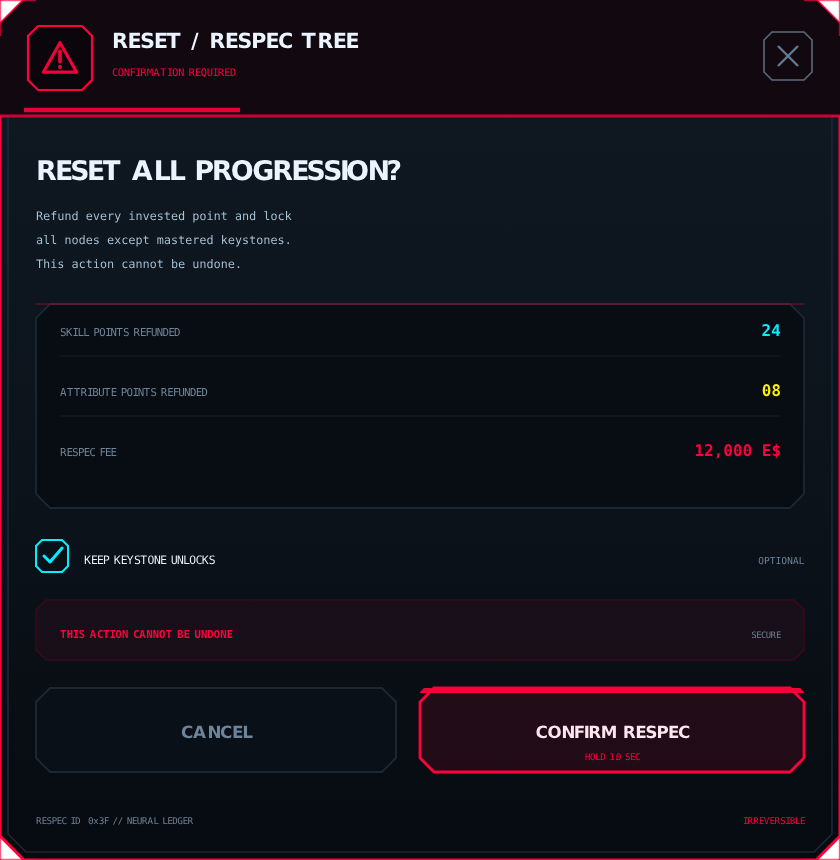 RESET / RESPEC TREE
CONFIRMATION REQUIRED
RESET ALL PROGRESSION?
Refund every invested point and lock
all nodes except mastered keystones.
This action cannot be undone.
SKILL POINTS REFUNDED 24
ATTRIBUTE POINTS REFUNDED 08
RESPEC FEE 12,000 E$
KEEP KEYSTONE UNLOCKS OPTIONAL
THIS ACTION CANNOT BE UNDONE SECURE
CANCEL
CONFIRM RESPEC
HOLD 1.0 SEC
RESPEC ID 0x3F // NEURAL LEDGER IRREVERSIBLE